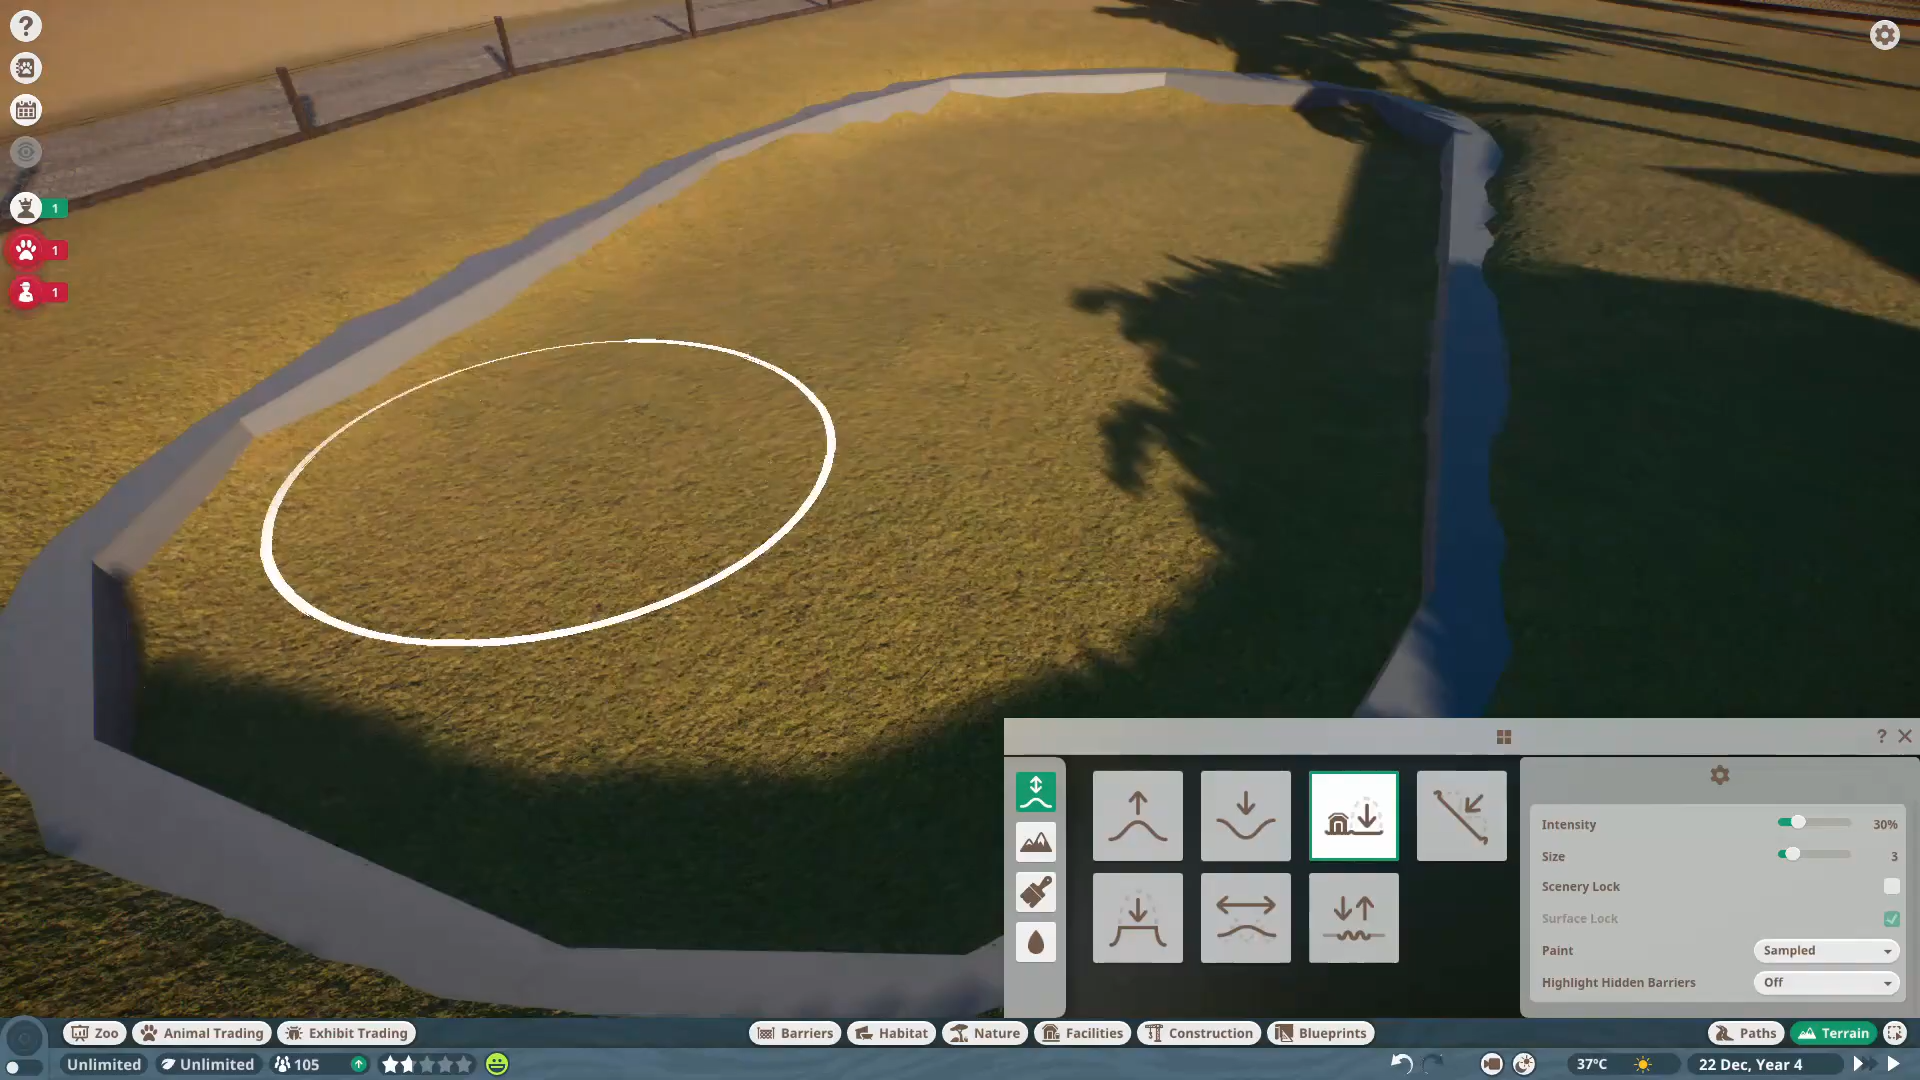 ?
1
1
1
?
Intensity 30%
Size 3
Scenery Lock
Surface Lock
Paint Sampled
Highlight Hidden Barriers Off
Zoo Animal Trading Exhibit Trading Barriers Habitat Nature Facilities Construction Blueprints Paths Terrain
Unlimited Unlimited 105 37°C 22 Dec, Year 4